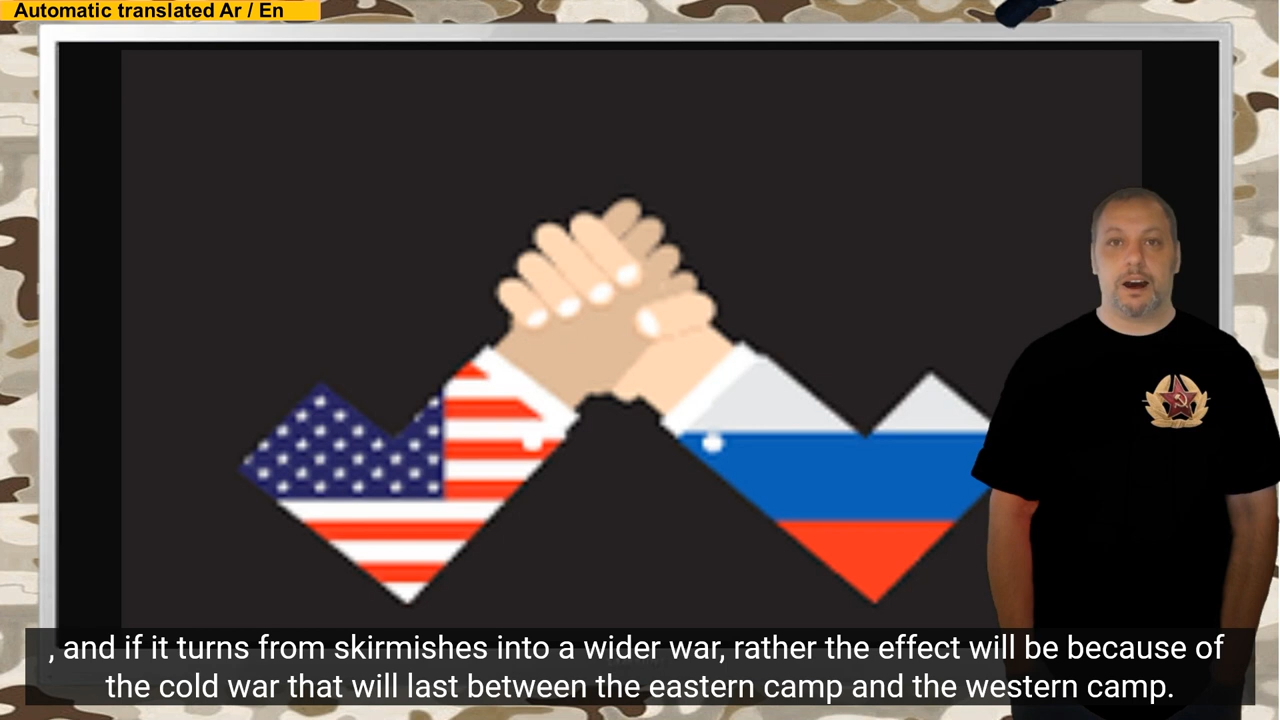 Automatic translated Ar / En
, and if it turns from skirmishes into a wider war, rather the effect will be because of
the cold war that will last between the eastern camp and the western camp.